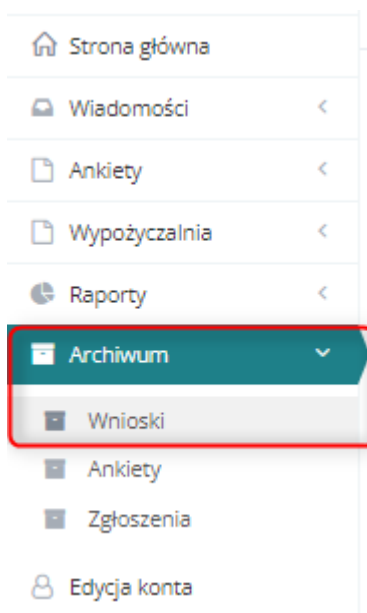 Strona główna
Wiadomości
Ankiety
Wypożyczalnia
Raporty
Archiwum
Wnioski
Ankiety
Zgłoszenia
Edycja konta